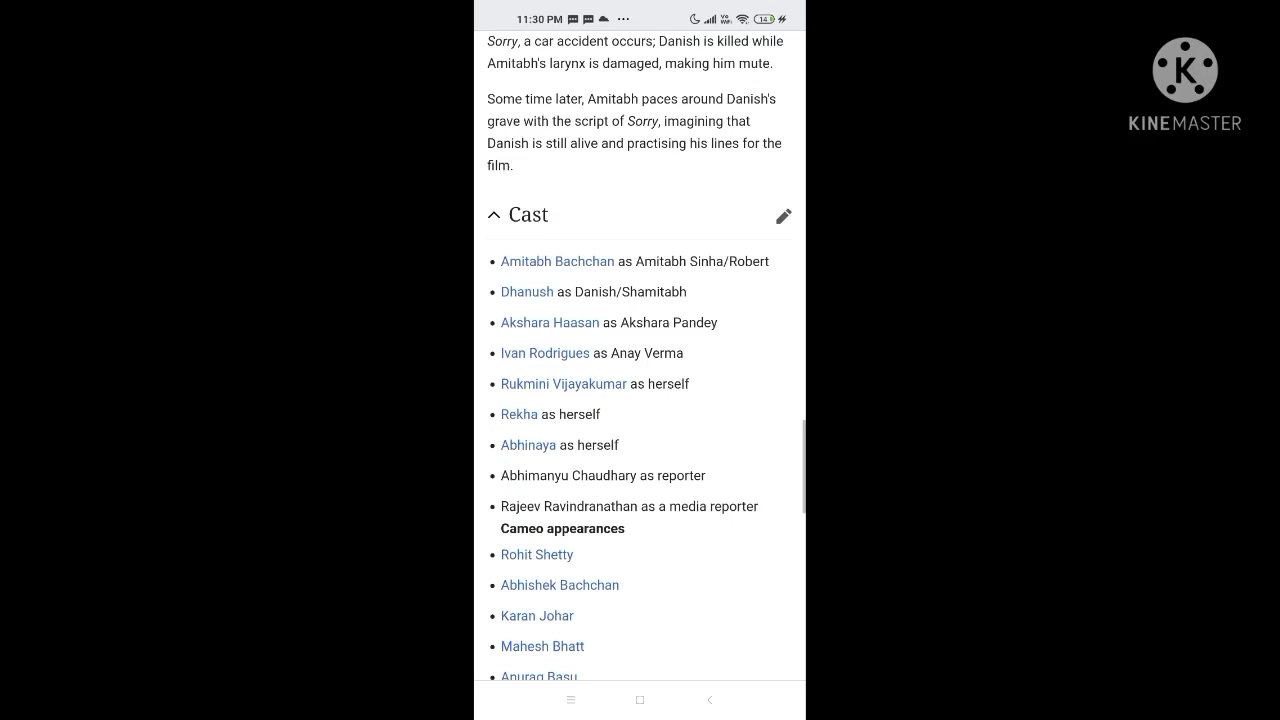 11:30 PM
14
Sorry, a car accident occurs; Danish is killed while
Amitabh's larynx is damaged, making him mute.
Some time later, Amitabh paces around Danish's
grave with the script of Sorry, imagining that
Danish is still alive and practising his lines for the
film.
Cast
Amitabh Bachchan as Amitabh Sinha/Robert
Dhanush as Danish/Shamitabh
Akshara Haasan as Akshara Pandey
Ivan Rodrigues as Anay Verma
Rukmini Vijayakumar as herself
Rekha as herself
Abhinaya as herself
Abhimanyu Chaudhary as reporter
Rajeev Ravindranathan as a media reporter
Cameo appearances
Rohit Shetty
Abhishek Bachchan
Karan Johar
Mahesh Bhatt
Anurag Basu
K
KINEMASTER